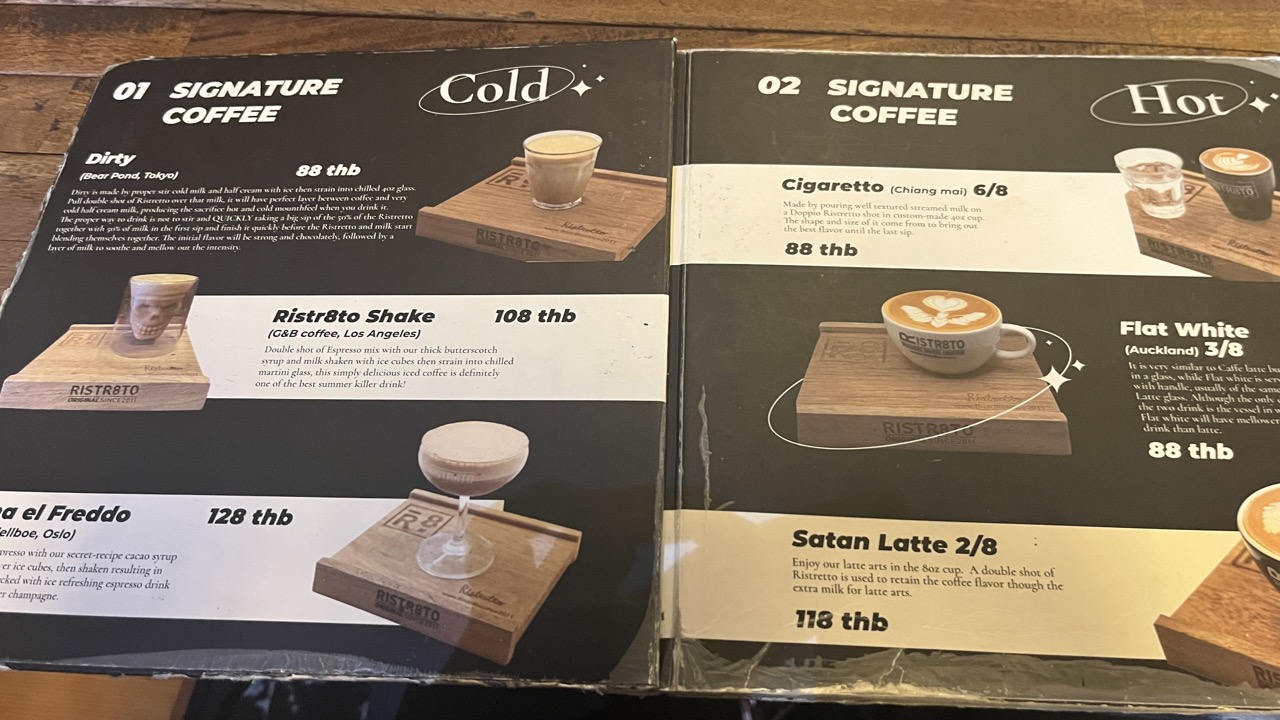 01 SIGNATURE
COFFEE
Cold
Dirty
(Bear Pond, Tokyo)
88 thb
Dirty is made by proper stir cold milk and half cream with ice then strain into chilled 4oz glass.
Pull double shot of Ristretto over that milk, it will have perfect layer between coffee and very
cold half cream milk, producing the sacrifice hot and cold mouthfeel when you drink it.
The proper way to drink is not to stir and QUICKLY taking a big sip of the 50% of the Ristretto
together with 50% of milk in the first sip and finish it quickly before the Ristretto and milk start
blending themselves together. The initial flavor will be strong and chocolately, followed by a
layer of milk to soothe and mellow out the intensity.
RISTR8TO
Ristr8to Shake
108 thb
(G&B coffee, Los Angeles)
Double shot of Espresso mix with our thick butterscotch
syrup and milk shaken with ice cubes then strain into chilled
martini glass, this simply delicious iced coffee is definitely
one of the best summer killer drink!
RISTR8TO
ORIGINAL SINCE 2011
a el Freddo
128 thb
ellboe, Oslo)
presso with our secret-recipe cacao syrup
er ice cubes, then shaken resulting in
cked with ice refreshing espresso drink
er champagne.
R8
RISTR8TO
02 SIGNATURE
COFFEE
Hot
Cigaretto (Chiang mai) 6/8
Made by pouring well textured streamed milk on
a Doppio Ristretto shot in custom-made 4oz cup.
The shape and size of it come from to bring out
the best flavor until the last sip.
88 thb
RISTR8TO
RISTR8TO
RISTR8TO
Flat White
(Auckland) 3/8
It is very similar to Caffe latte bu
in a glass, while Flat white is se
with handle, usually of the same
Latte glass. Although the only
the two drink is the vessel in w
Flat white will have mellower
drink than latte.
88 thb
Satan Latte 2/8
Enjoy our latte arts in the 8oz cup. A double shot of
Ristretto is used to retain the coffee flavor though the
extra milk for latte arts.
118 thb